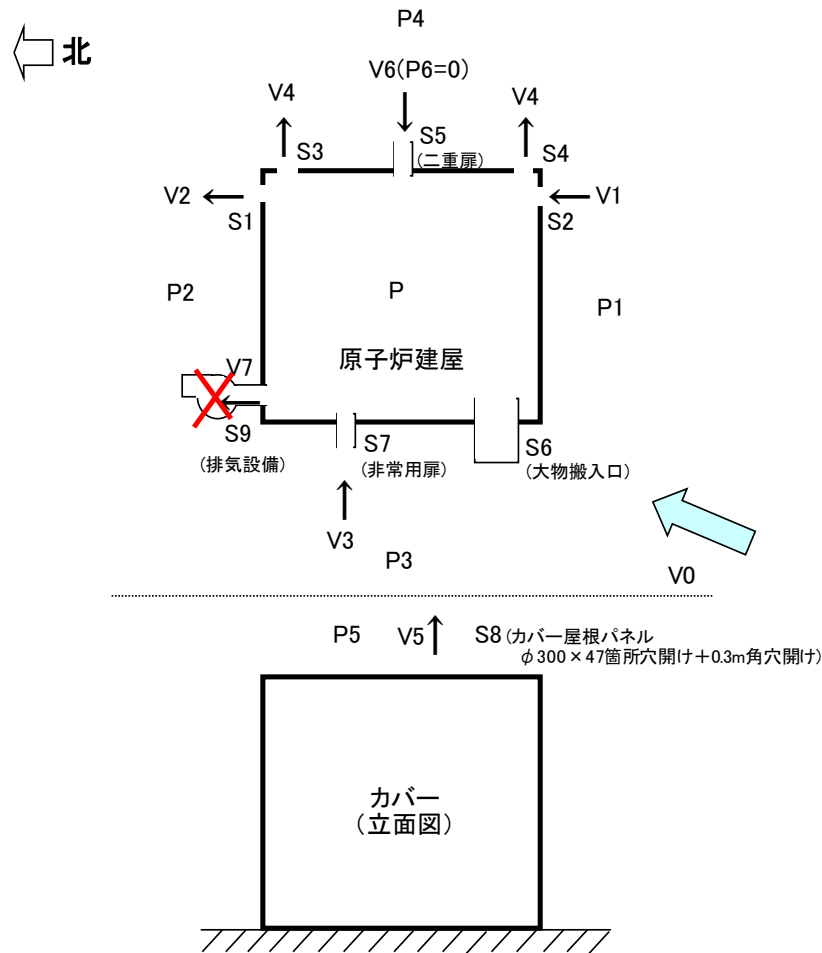 P4
北
V6(P6=0)
V4
V4
S5
(二重扉)
S3
S4
V2
V1
S1
S2
P2
P
P1
原子炉建屋
V7
S9
(排気設備)
S7
(非常用扉)
S6
(大物搬入口)
V3
P3
V0
P5
V5
S8(カバー屋根パネル
φ300×47箇所穴開け+0.3m角穴開け)
カバー
(立面図)